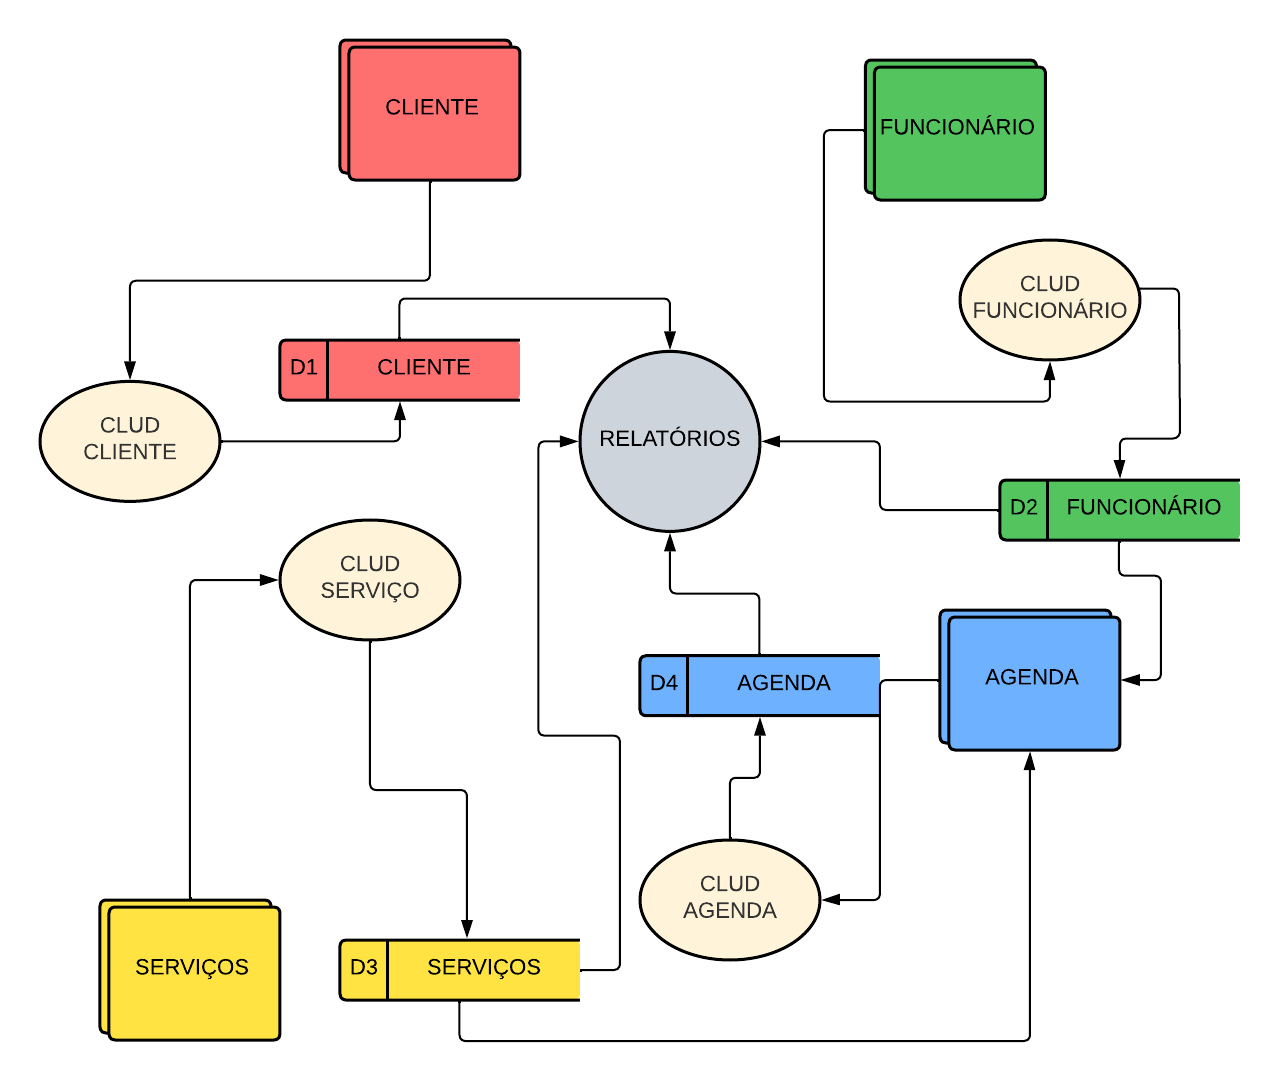 CLIENTE
FUNCIONÁRIO
CLUD
FUNCIONÁRIO
D1
CLIENTE
CLUD
CLIENTE
RELATÓRIOS
D2
FUNCIONÁRIO
CLUD
SERVIÇO
D4
AGENDA
AGENDA
CLUD
AGENDA
SERVIÇOS
D3
SERVIÇOS